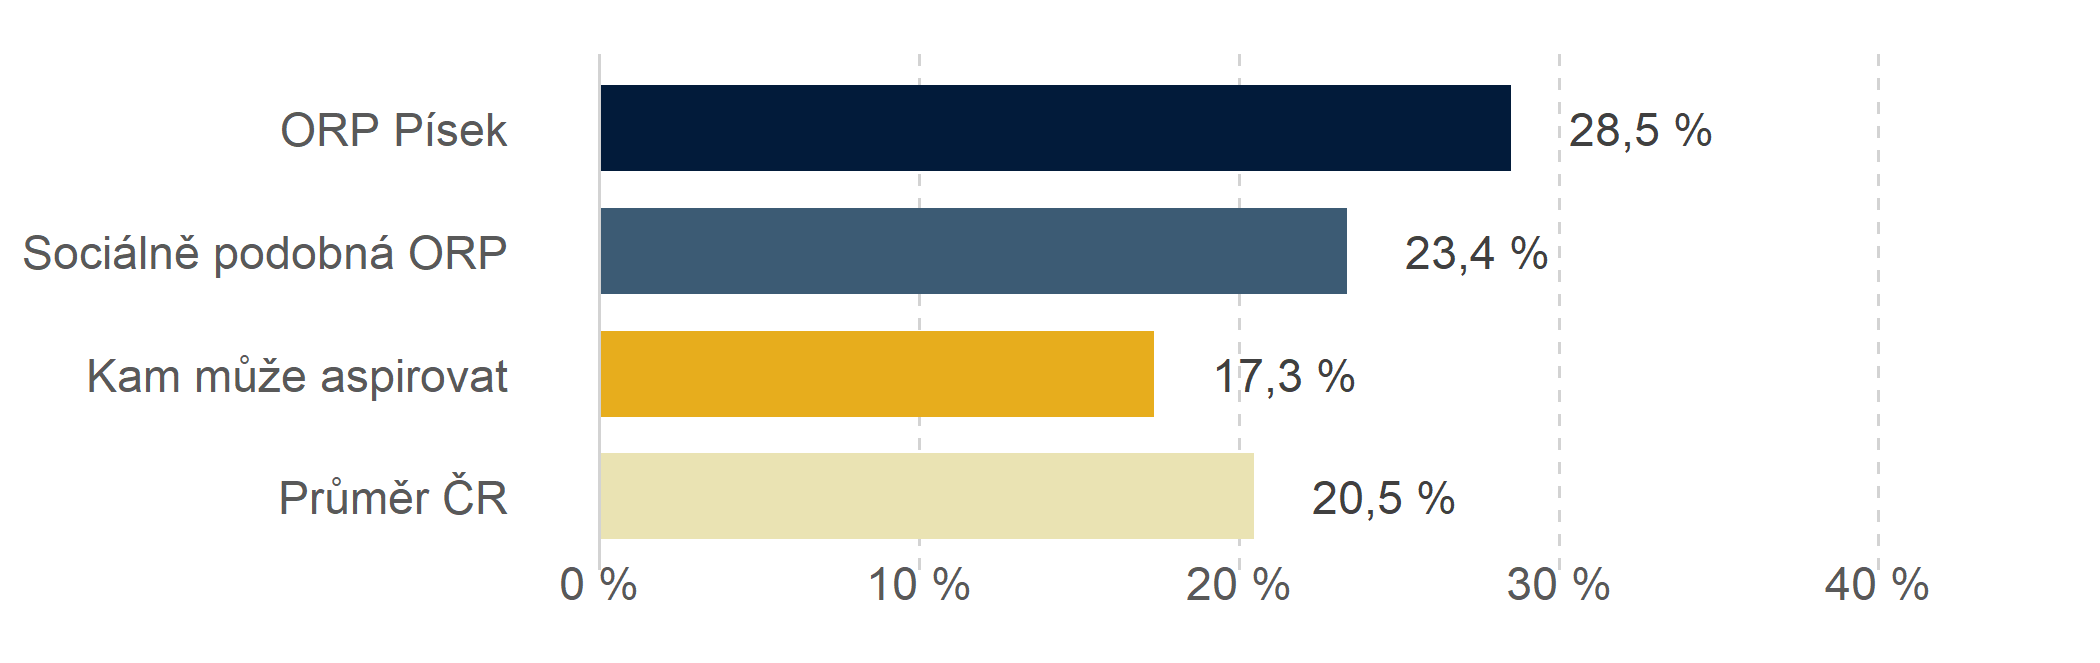 ORP Písek
28,5 %
Sociálně podobná ORP
23,4 %
Kam může aspirovat
17,3 %
Průměr ČR
20,5 %
0 %
10 %
20 %
30 %
40 %